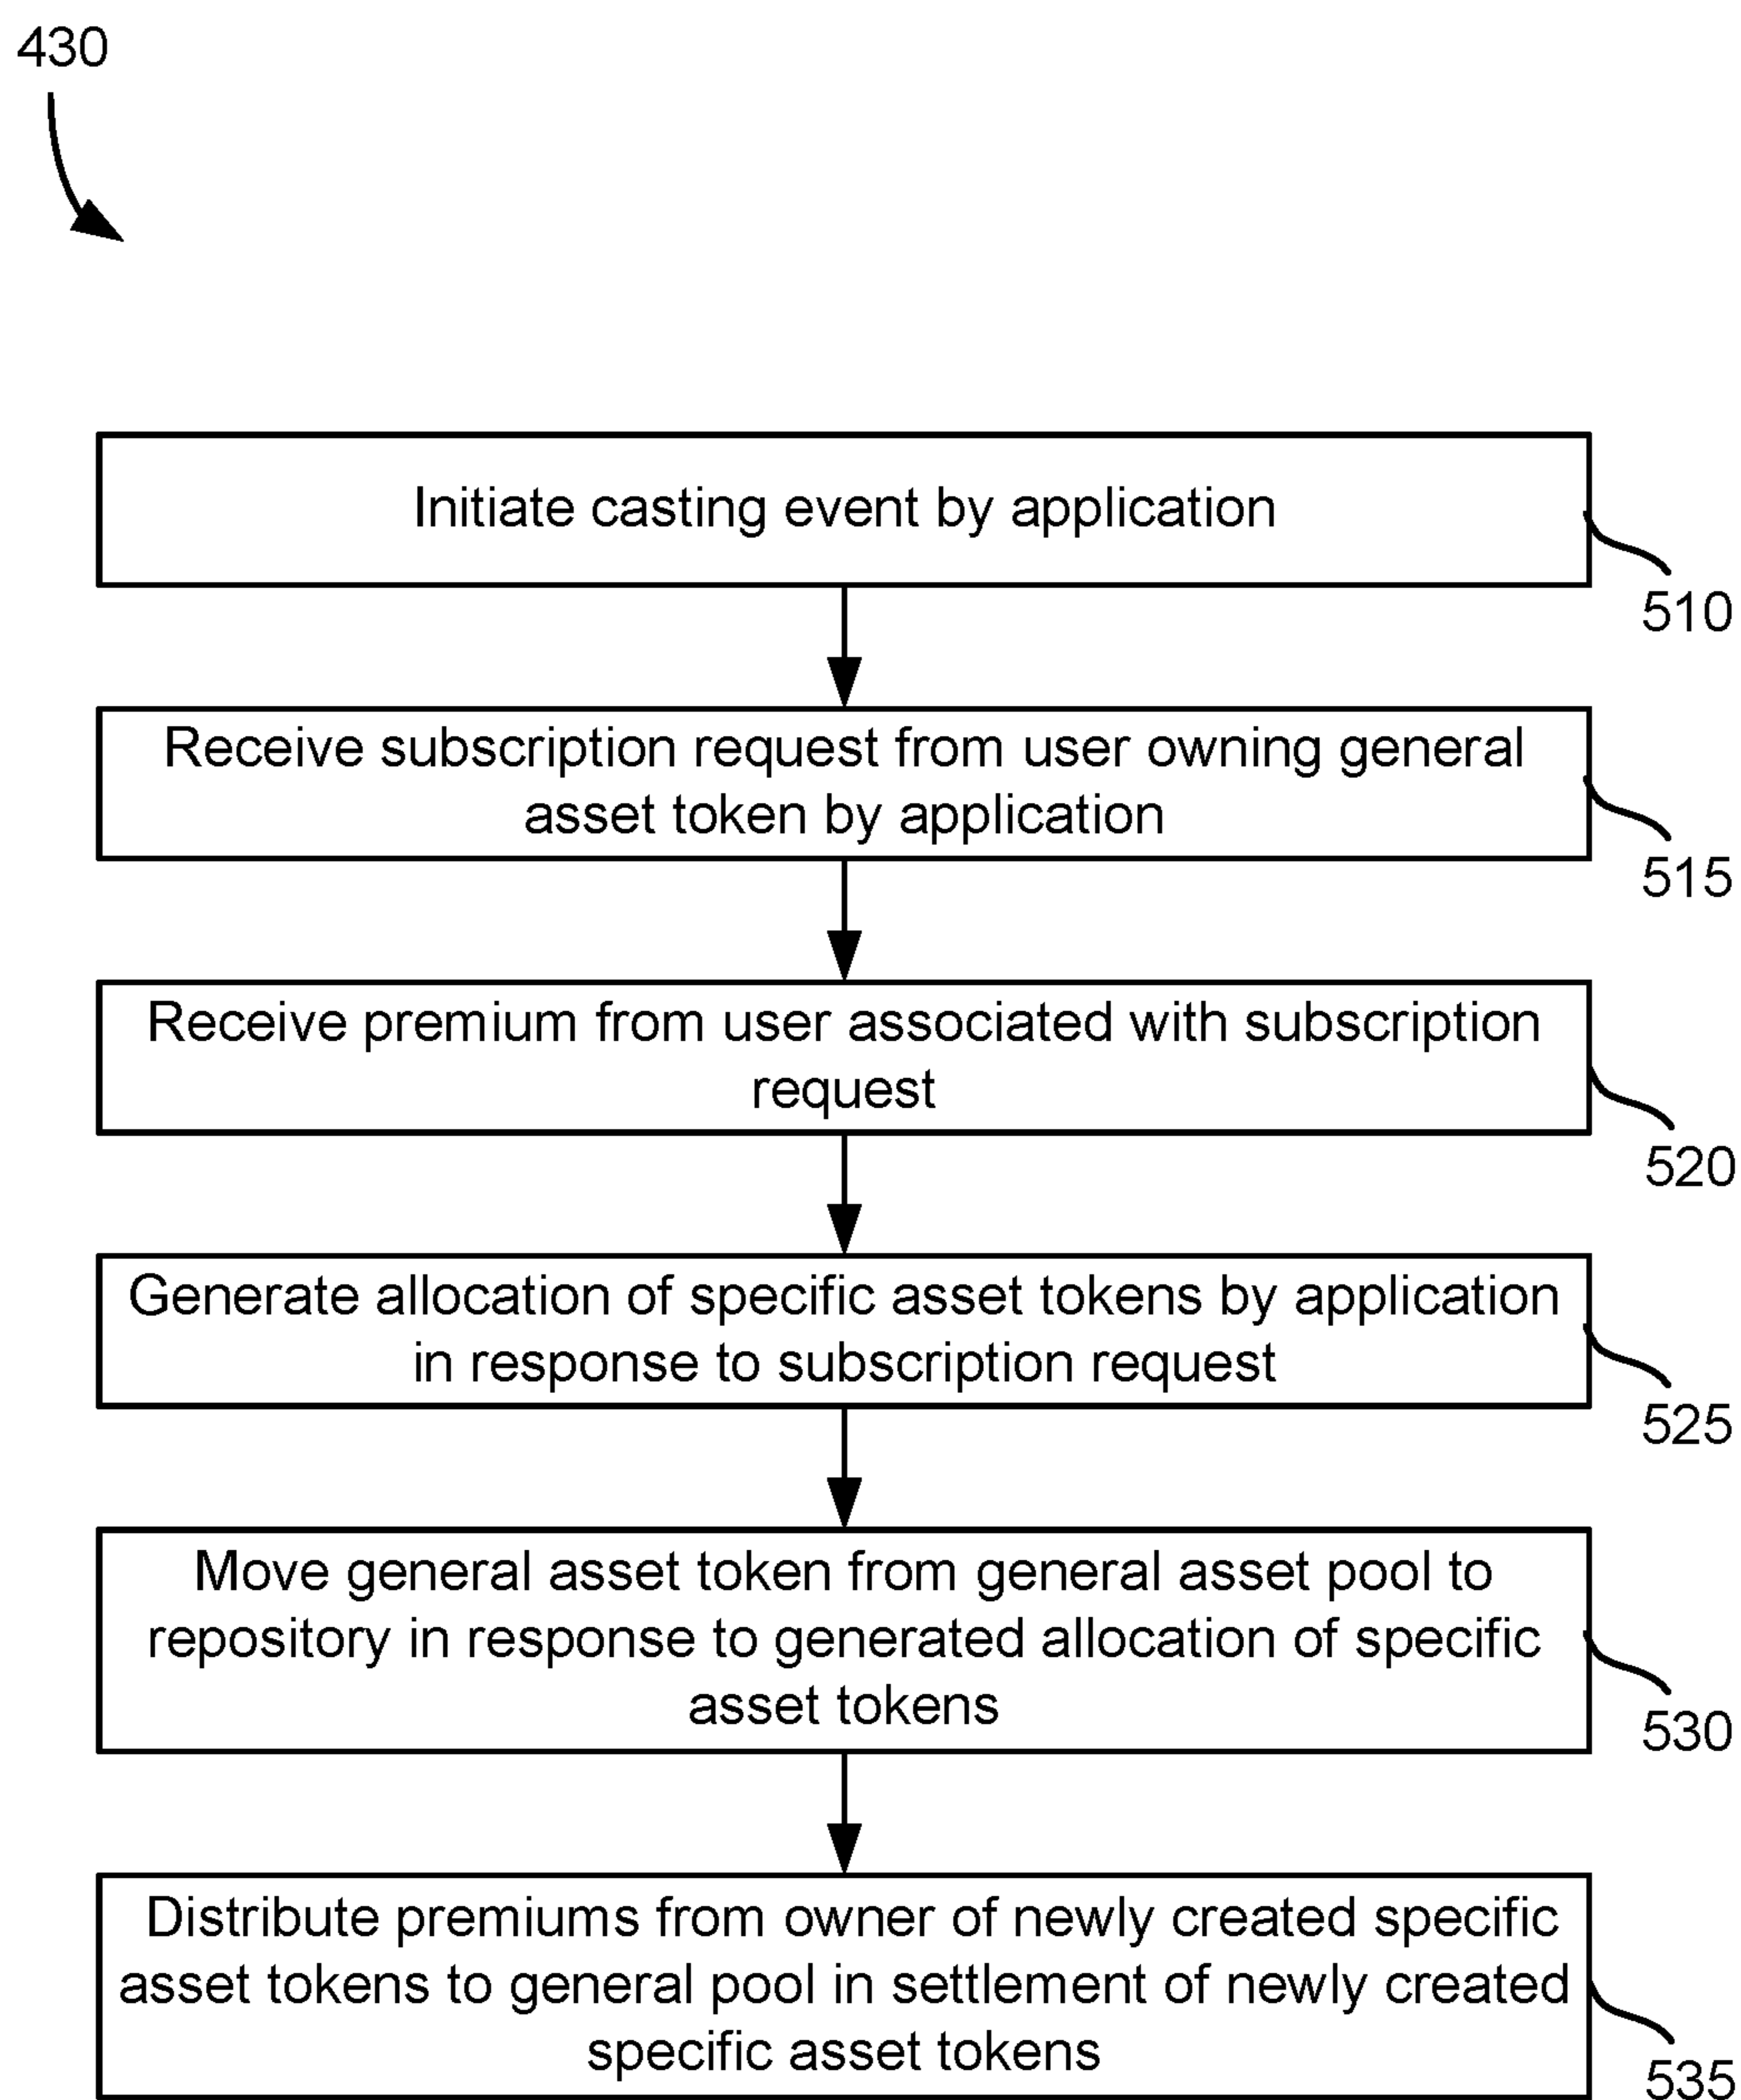 430
Initiate casting event by application
510
Receive subscription request from user owning general
asset token by application
515
Receive premium from user associated with subscription
request
520
Generate allocation of specific asset tokens by application
in response to subscription request
525
Move general asset token from general asset pool to
repository in response to generated allocation of specific
asset tokens
530
Distribute premiums from owner of newly created specific
asset tokens to general pool in settlement of newly created
specific asset tokens
535